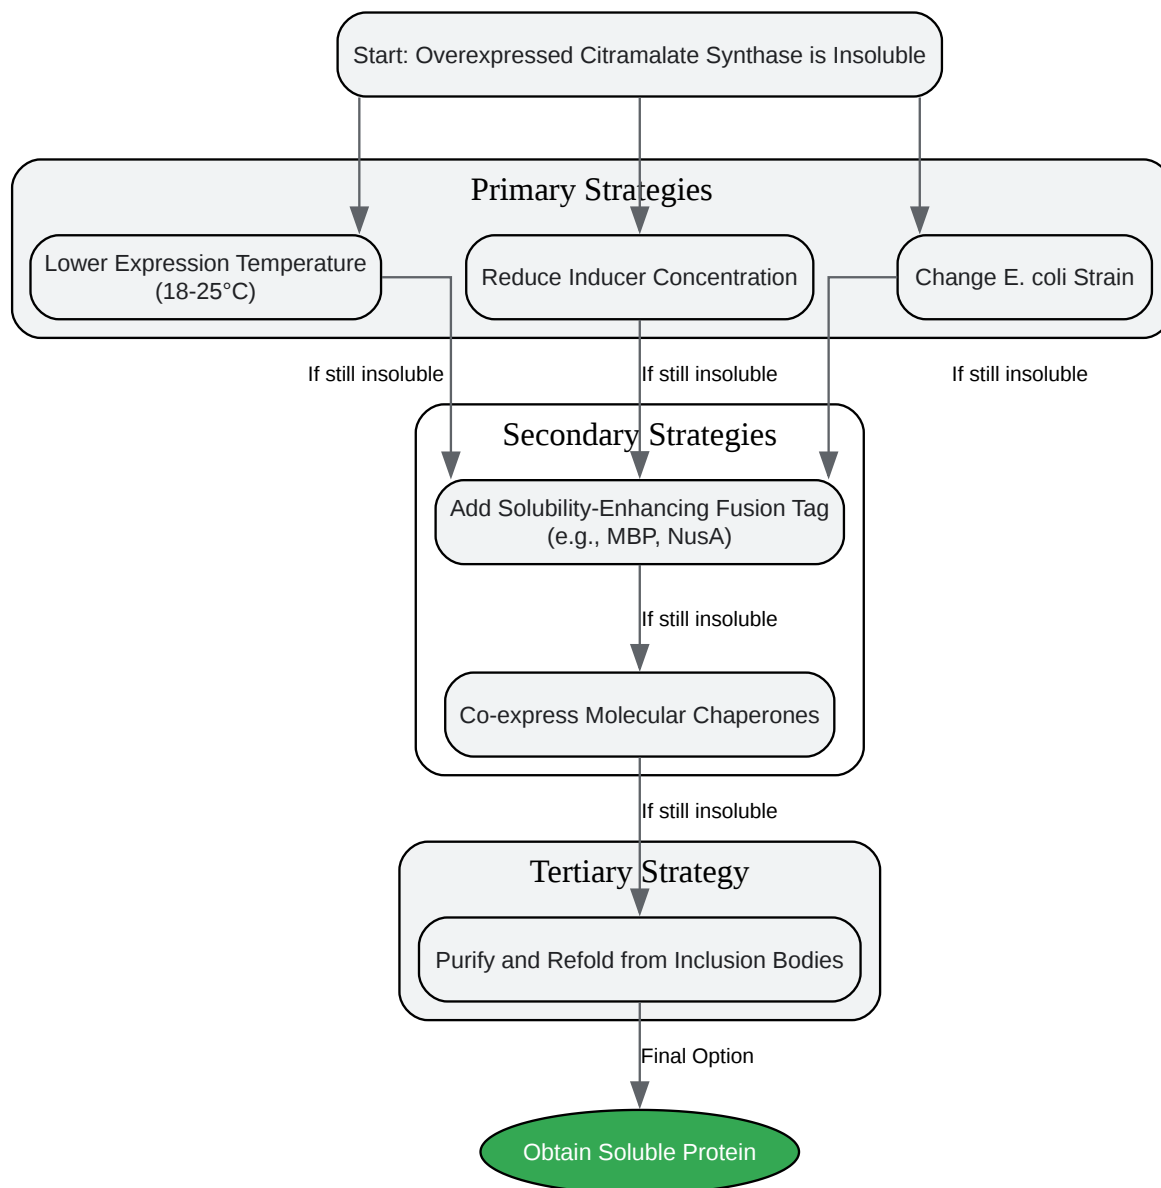 Start: Overexpressed Citramalate Synthase is Insoluble
Primary Strategies
Lower Expression Temperature
(18-25°C)
Reduce Inducer Concentration
Change E. coli Strain
If still insoluble
If still insoluble
If still insoluble
Secondary Strategies
Add Solubility-Enhancing Fusion Tag
(e.g., MBP, NusA)
If still insoluble
Co-express Molecular Chaperones
If still insoluble
Tertiary Strategy
Purify and Refold from Inclusion Bodies
Final Option
Obtain Soluble Protein